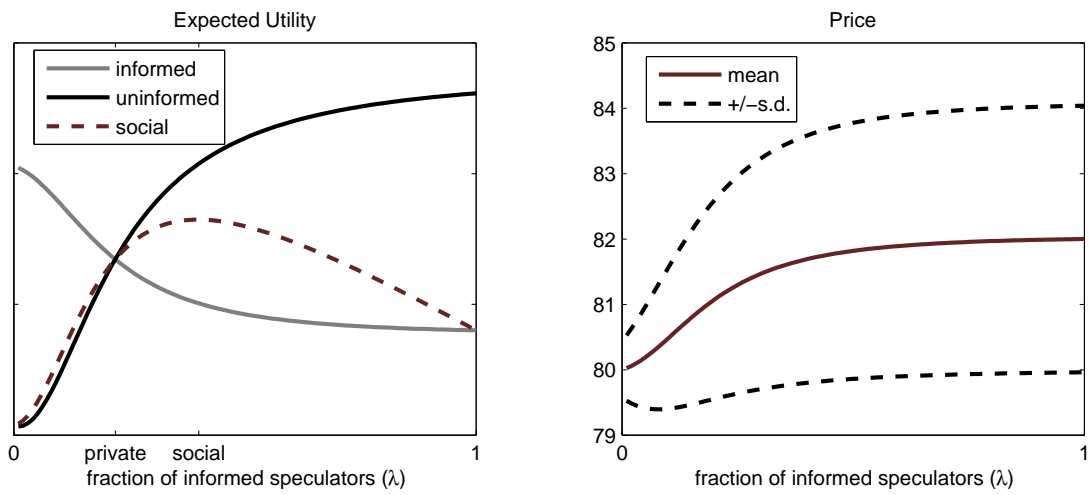 Expected Utility
informed
uninformed
social
0
private
social
1
fraction of informed speculators (λ)
Price
mean
+/−s.d.
85
84
83
82
81
80
79
0
1
fraction of informed speculators (λ)